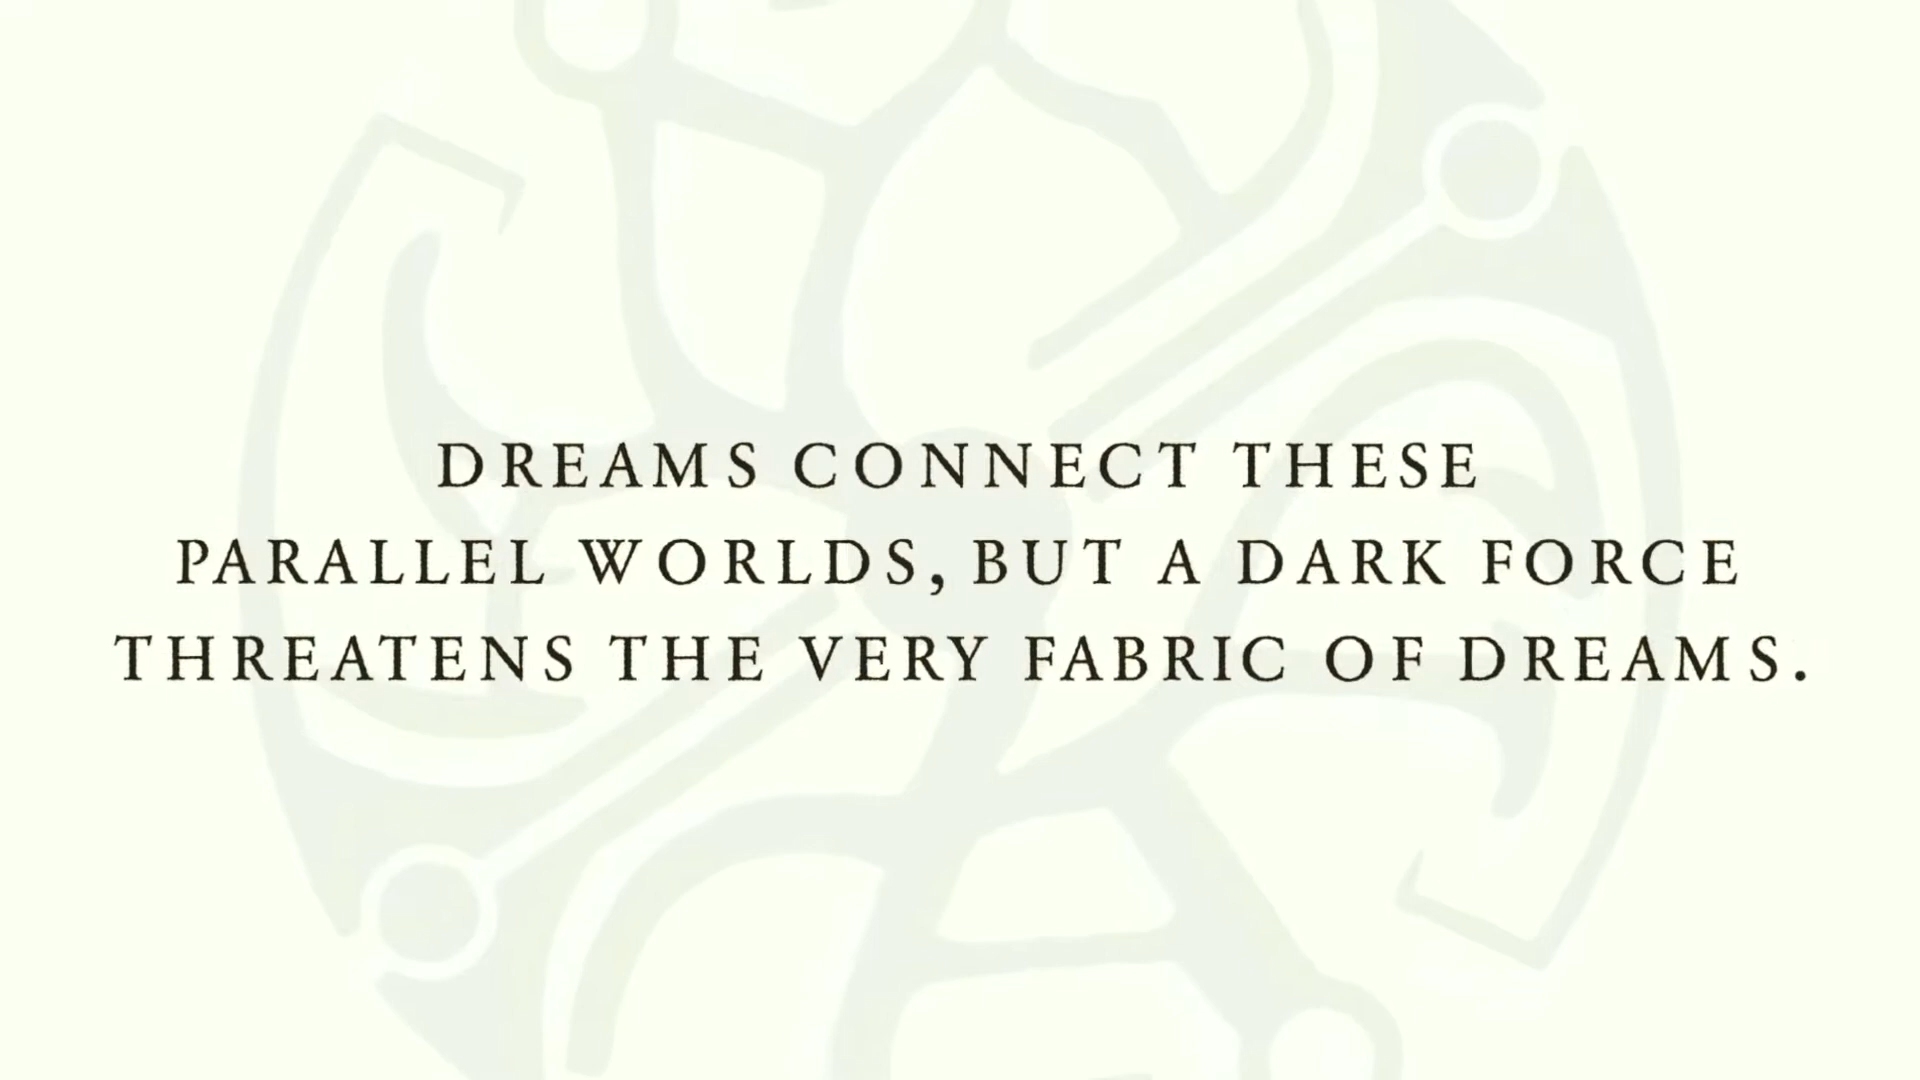 DREAMS CONNECT THESE
PARALLEL WORLDS, BUT A DARK FORCE
THREATENS THE VERY FABRIC OF DREAMS.